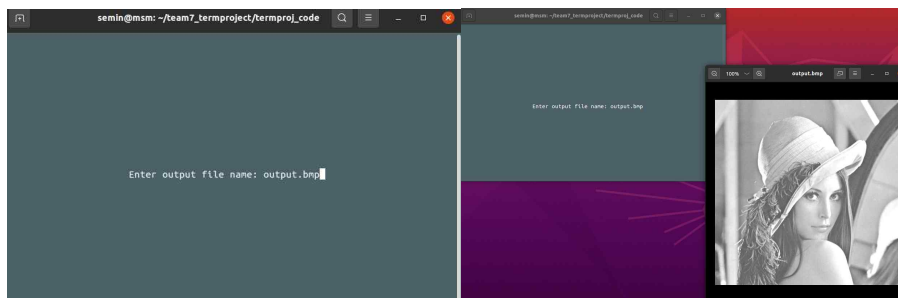 semin@msm: ~/team7_termproject/termproj_code
Enter output file name: output.bmp
semin@msm: ~/team7_termproject/termproj_code
Enter output file name: output.bmp
100%
output.bmp